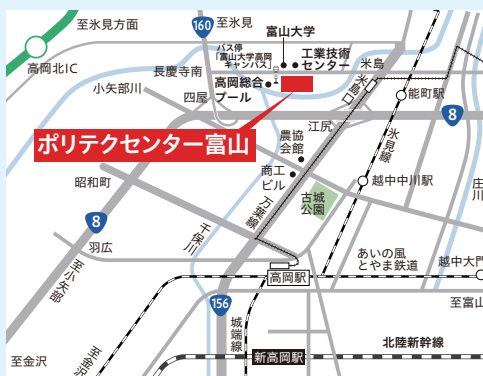 至氷見方面
160
至氷見
富山大学
バス停
「富山大学高岡
キャンパス」
工業技術
センター
米島
高岡北IC
長慶寺南
高岡総合
プール
小矢部川
四屋
米島口
能町駅
8
江尻
ポリテクセンター富山
農協
会館
氷見線
商工
ビル
昭和町
越中中川駅
庄川
古城
公園
万葉線
8
千保川
羽広
あいの風
とやま鉄道
越中大門
至小矢部
高岡駅
156
至富山
城端線
北陸新幹線
至金沢
至金沢
新高岡駅